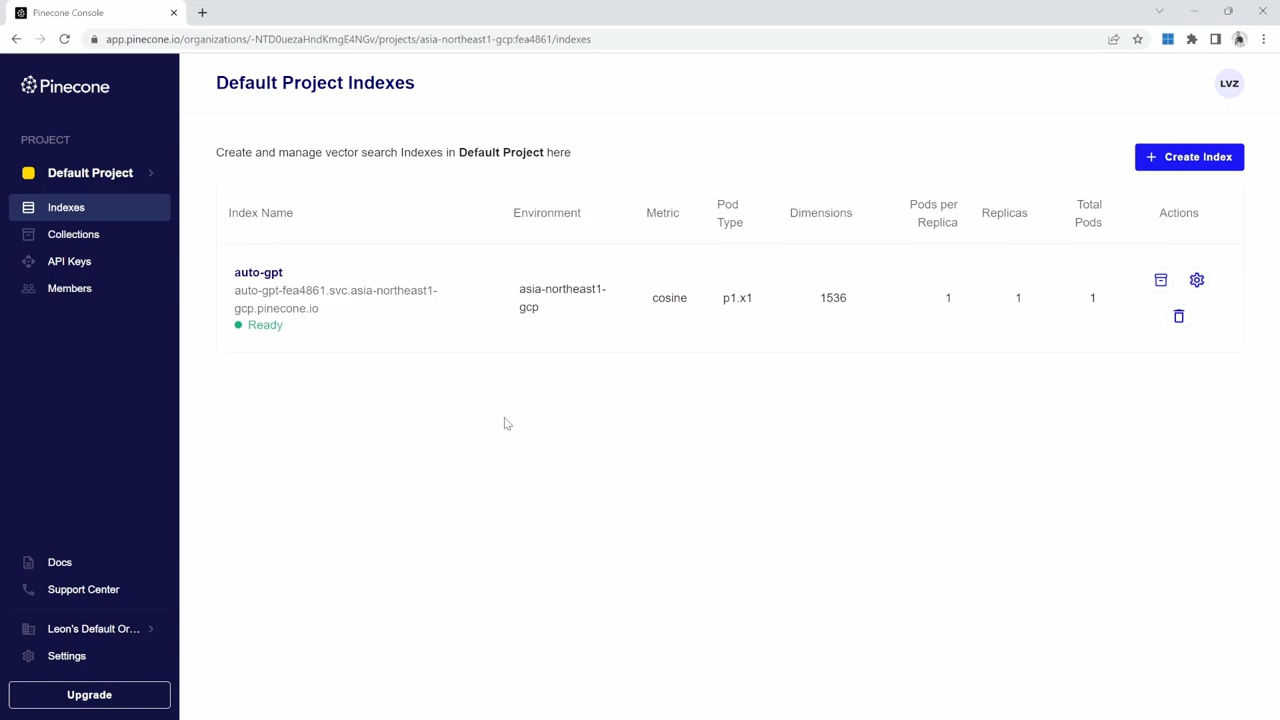 Pinecone Console
app.pinecone.io/organizations/-NTD0uezaHndKmgE4NGv/projects/asia-northeast1-gcp:fea4861/indexes
Pinecone
PROJECT
Default Project
Indexes
Collections
API Keys
Members
Docs
Support Center
Leon's Default Or...
Settings
Upgrade
Default Project Indexes
LVZ
Create and manage vector search Indexes in Default Project here
+ Create Index
Index Name
Environment
Metric
Pod
Type
Dimensions
Pods per
Replica
Replicas
Total
Pods
Actions
auto-gpt
auto-gpt-fea4861.svc.asia-northeast1-
gcp.pinecone.io
Ready
asia-northeast1-
gcp
cosine
p1.x1
1536
1
1
1